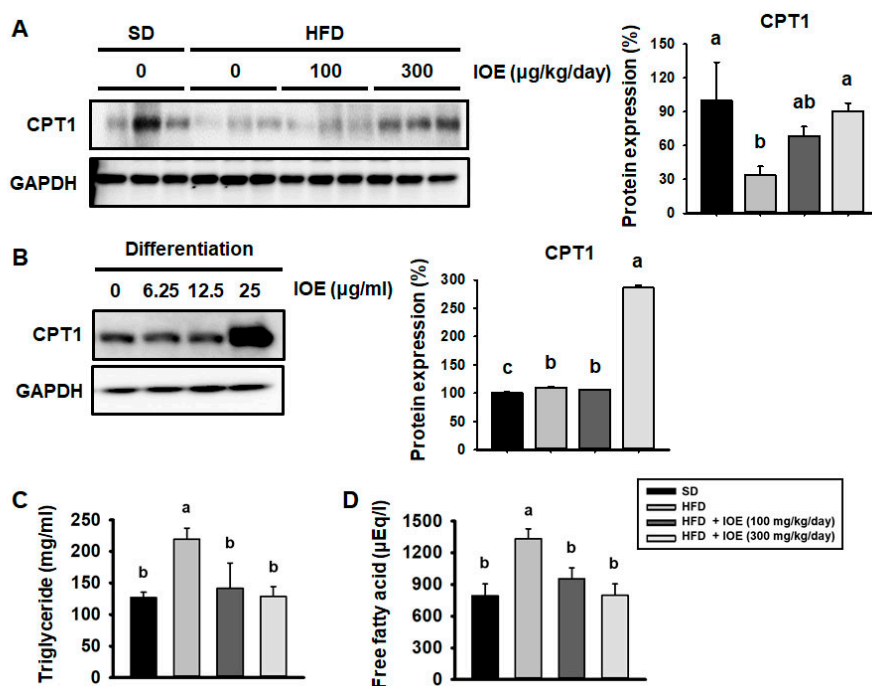 A
SD HFD
0 0 100 300 IOE (µg/kg/day)
CPT1
GAPDH
CPT1
Protein expression (%)
150
120
90
60
30
0
a b ab a
B
Differentiation
0 6.25 12.5 25 IOE (µg/ml)
CPT1
GAPDH
CPT1
Protein expression (%)
300
250
200
150
100
50
0
c b b a
C
Triglyceride (mg/ml)
250
200
150
100
50
0
b a b b
D
Free fatty acid (µEq/l)
1500
1200
900
600
300
0
b a b b
SD
HFD
HFD + IOE (100 mg/kg/day)
HFD + IOE (300 mg/kg/day)